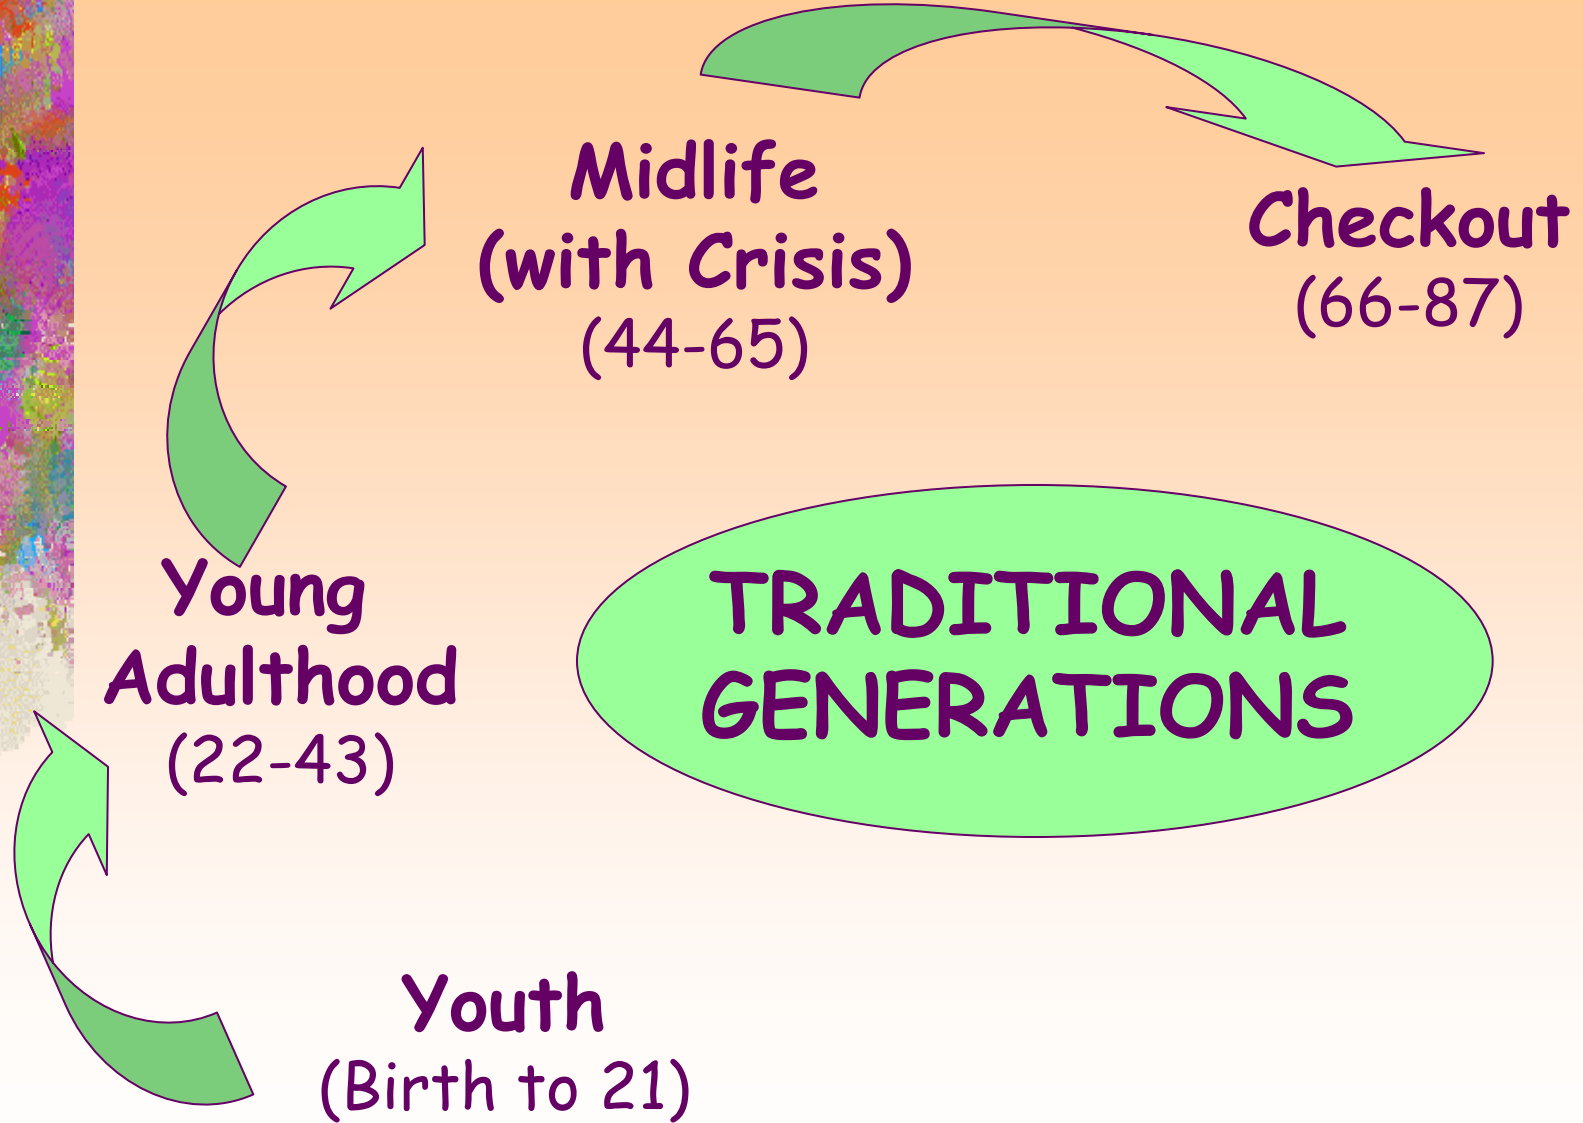 Midlife
(with Crisis)
(44-65)
Checkout
(66-87)
Young
Adulthood
(22-43)
TRADITIONAL
GENERATIONS
Youth
(Birth to 21)